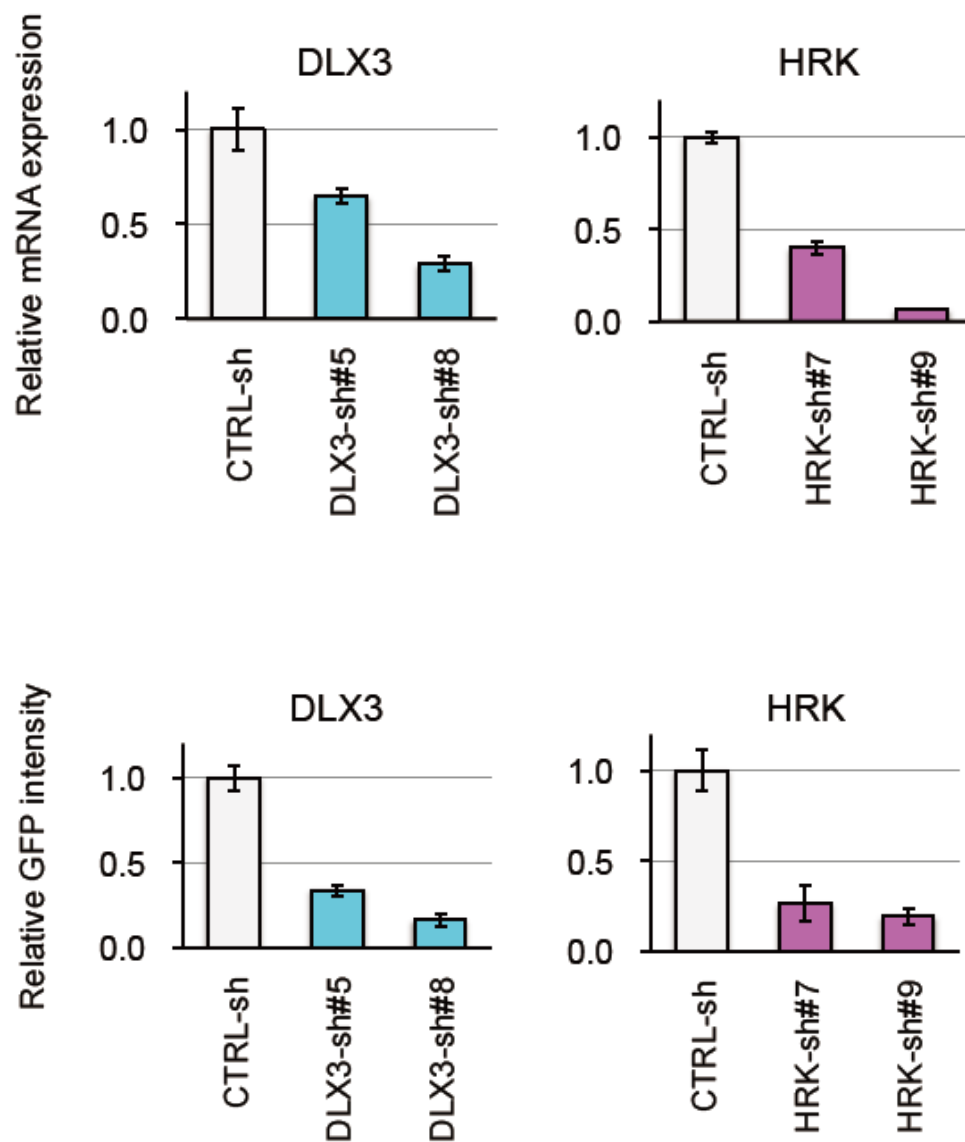 Relative mRNA expression
DLX3
1.0
0.5
0.0
CTRL-sh
DLX3-sh#5
DLX3-sh#8
HRK
1.0
0.5
0.0
CTRL-sh
HRK-sh#7
HRK-sh#9
Relative GFP intensity
DLX3
1.0
0.5
0.0
CTRL-sh
DLX3-sh#5
DLX3-sh#8
HRK
1.0
0.5
0.0
CTRL-sh
HRK-sh#7
HRK-sh#9